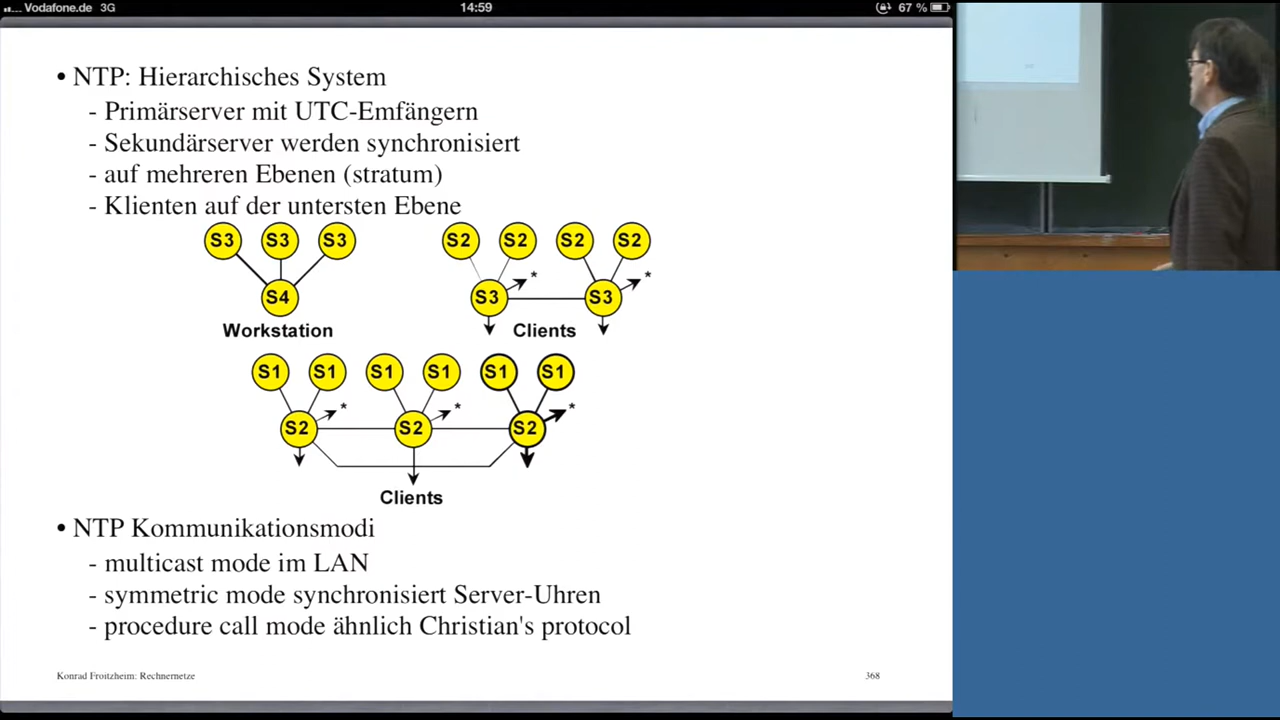 Vodafone.de 3G 14:59 67 %
• NTP: Hierarchisches System
- Primärserver mit UTC-Emfängern
- Sekundärserver werden synchronisiert
- auf mehreren Ebenen (stratum)
- Klienten auf der untersten Ebene
S3 S3 S3 S2 S2 S2 S2
* *
S4 S3 S3
Workstation Clients
S1 S1 S1 S1 S1 S1
* * *
S2 S2 S2
Clients
• NTP Kommunikationsmodi
- multicast mode im LAN
- symmetric mode synchronisiert Server-Uhren
- procedure call mode ähnlich Christian's protocol
Konrad Froitzheim: Rechnernetze 368